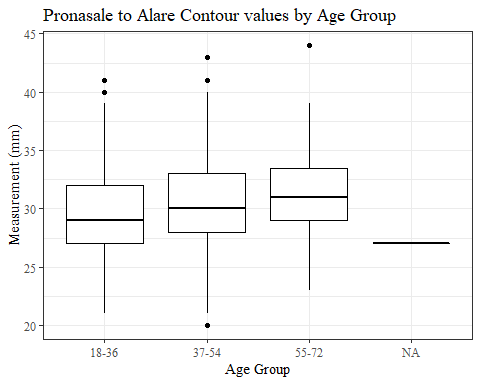 Pronasale to Alare Contour values by Age Group
45
40
35
30
25
20
Measurement (mm)
18-36 37-54 55-72 NA
Age Group